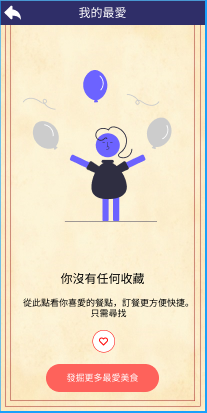 我的最愛
你沒有任何收藏
從此點看你喜愛的餐點，訂餐更方便快捷。
只需尋找
發掘更多最愛美食